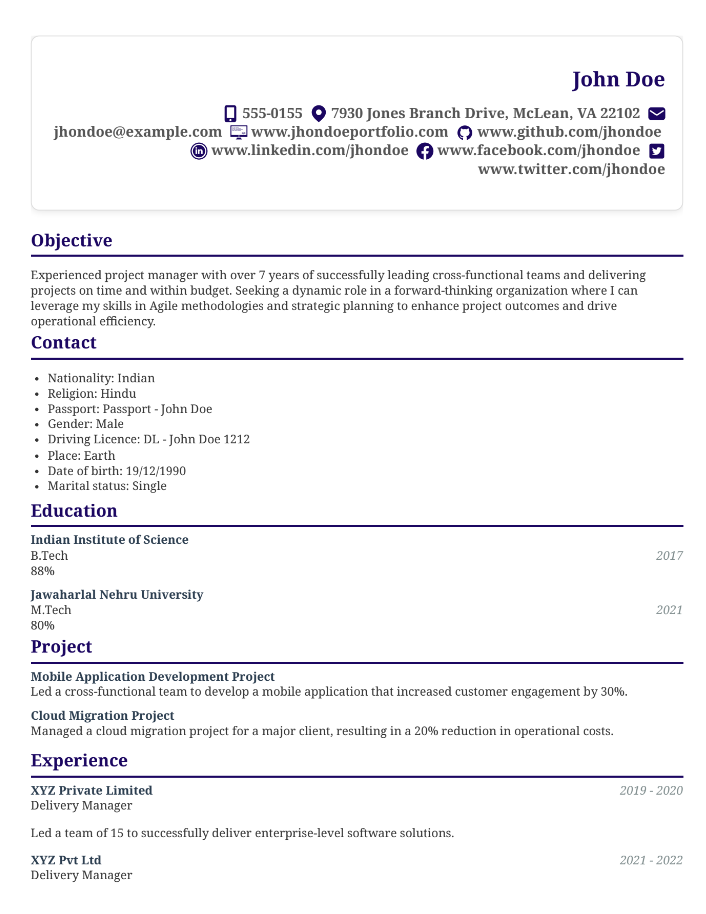 John Doe
555-0155 7930 Jones Branch Drive, McLean, VA 22102
jhondoe@example.com www.jhondoeportfolio.com www.github.com/jhondoe
www.linkedin.com/jhondoe www.facebook.com/jhondoe
www.twitter.com/jhondoe
Objective
Experienced project manager with over 7 years of successfully leading cross-functional teams and delivering
projects on time and within budget. Seeking a dynamic role in a forward-thinking organization where I can
leverage my skills in Agile methodologies and strategic planning to enhance project outcomes and drive
operational efficiency.
Contact
• Nationality: Indian
• Religion: Hindu
• Passport: Passport - John Doe
• Gender: Male
• Driving Licence: DL - John Doe 1212
• Place: Earth
• Date of birth: 19/12/1990
• Marital status: Single
Education
Indian Institute of Science
B.Tech 2017
88%
Jawaharlal Nehru University
M.Tech 2021
80%
Project
Mobile Application Development Project
Led a cross-functional team to develop a mobile application that increased customer engagement by 30%.
Cloud Migration Project
Managed a cloud migration project for a major client, resulting in a 20% reduction in operational costs.
Experience
XYZ Private Limited 2019 - 2020
Delivery Manager
Led a team of 15 to successfully deliver enterprise-level software solutions.
XYZ Pvt Ltd 2021 - 2022
Delivery Manager